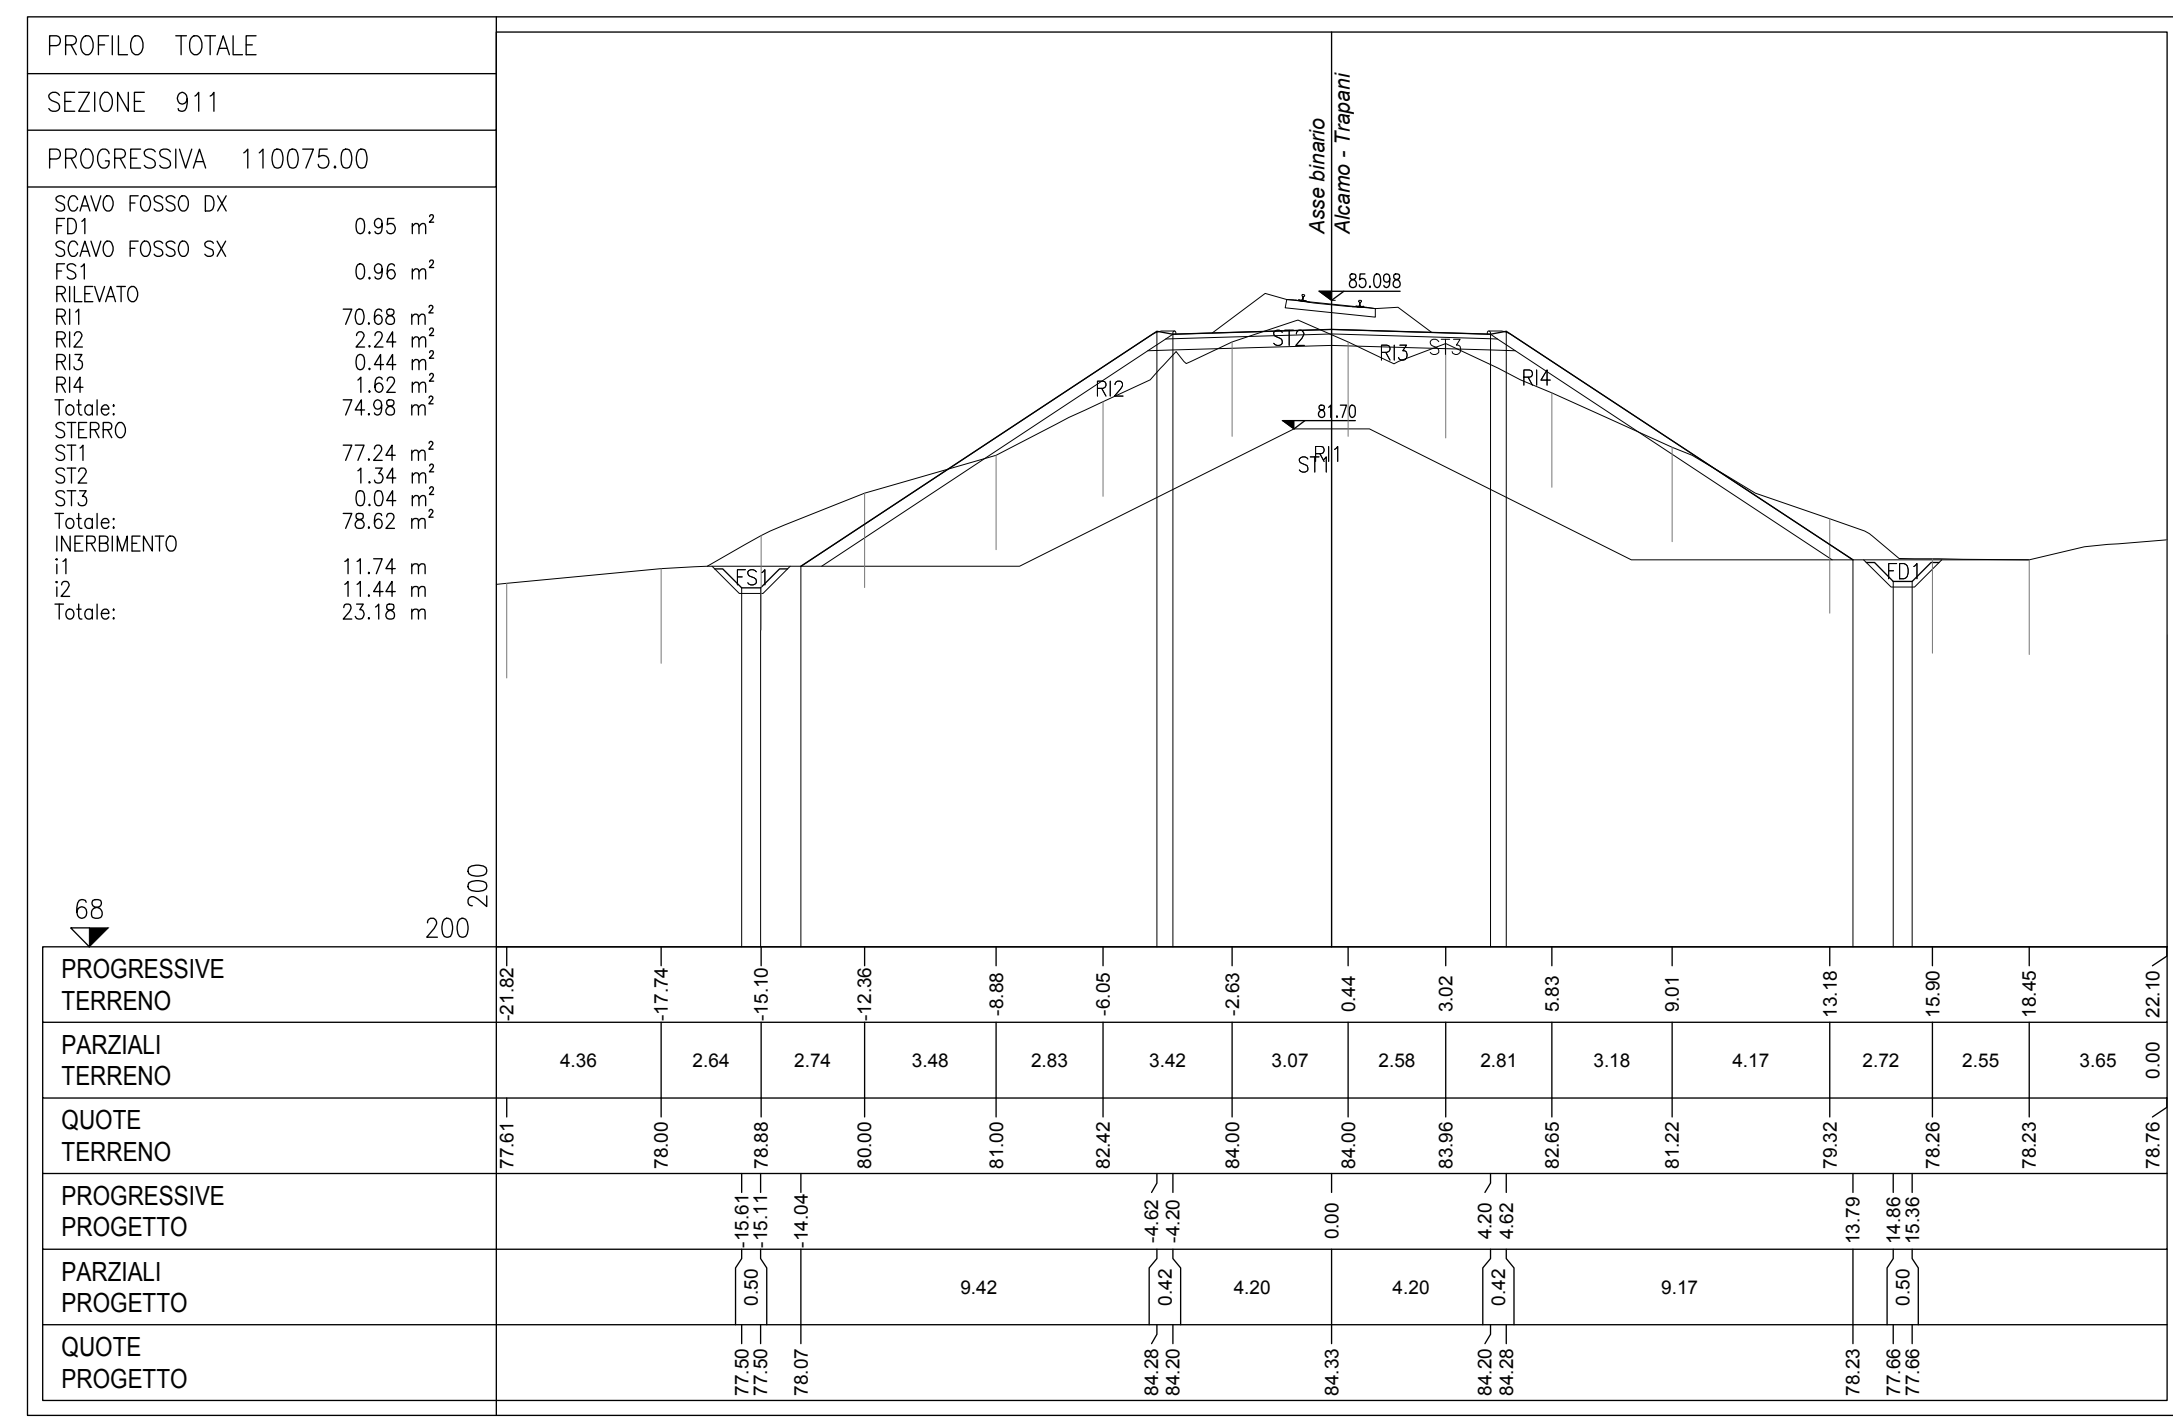 PROFILO TOTALE
SEZIONE 911
PROGRESSIVA 110075.00
SCAVO FOSSO DX
FD1 0.95 m²
SCAVO FOSSO SX
FS1 0.96 m²
RILEVATO
RI1 70.68 m²
RI2 2.24 m²
RI3 0.44 m²
RI4 1.62 m²
Totale: 74.98 m²
STERRO
ST1 77.24 m²
ST2 1.34 m²
ST3 0.04 m²
Totale: 78.62 m²
INERBIMENTO
i1 11.74 m
i2 11.44 m
Totale: 23.18 m
Asse binario
Alcamo - Trapani
85.098
ST2
RI3
ST3
RI2
RI4
81.70
RI1
ST1
FS1
FD1
200
200
68
PROGRESSIVE
TERRENO
-21.82 -17.74 -15.10 -12.36 -8.88 -6.05 -2.63 0.44 3.02 5.83 9.01 13.18 15.90 18.45 22.10
PARZIALI
TERRENO
4.36 2.64 2.74 3.48 2.83 3.42 3.07 2.58 2.81 3.18 4.17 2.72 2.55 3.65 0.00
QUOTE
TERRENO
77.61 78.00 78.88 80.00 81.00 82.42 84.00 84.00 83.96 82.65 81.22 79.32 78.26 78.23 78.76
PROGRESSIVE
PROGETTO
-15.61 -15.11 -14.04 -4.62 -4.20 0.00 4.20 4.62 13.79 14.86 15.36
PARZIALI
PROGETTO
0.50 9.42 0.42 4.20 4.20 0.42 9.17 0.50
QUOTE
PROGETTO
77.50 77.50 78.07 84.28 84.20 84.33 84.20 84.28 78.23 77.66 77.66